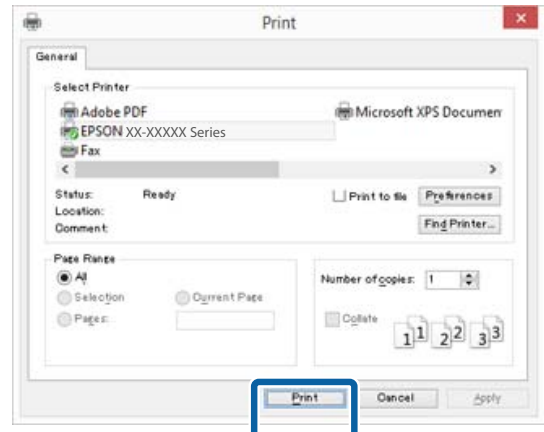 Print
General
Select Printer
Adobe PDF
Microsoft XPS Documen
EPSON XX-XXXXX Series
Fax
Status: Ready
Print to file
Preferences
Location:
Comment:
Find Printer...
Page Range
All
Number of copies: 1
Selection
Current Page
Pages:
Collate
1 1 2 2 3 3
Print
Cancel
Apply